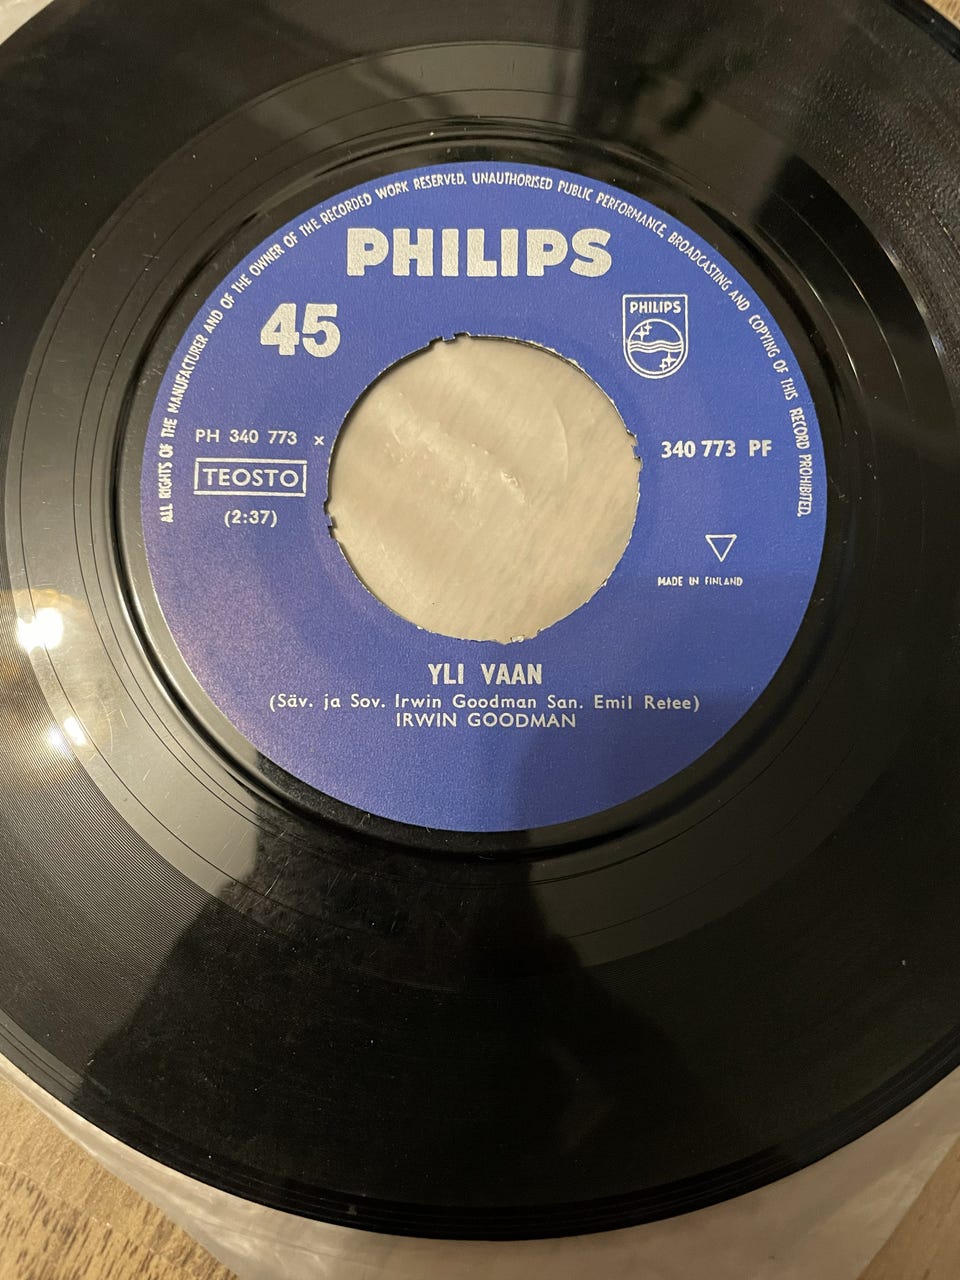 ALL RIGHTS OF THE MANUFACTURER AND OF THE OWNER OF THE RECORDED WORK RESERVED. UNAUTHORISED PUBLIC PERFORMANCE, BROADCASTING AND COPYING OF THIS RECORD PROHIBITED.
PHILIPS
45
PHILIPS
PH 340 773 x
340 773 PF
TEOSTO
(2:37)
MADE IN FINLAND
YLI VAAN
(Säv. ja Sov. Irwin Goodman San. Emil Retee)
IRWIN GOODMAN